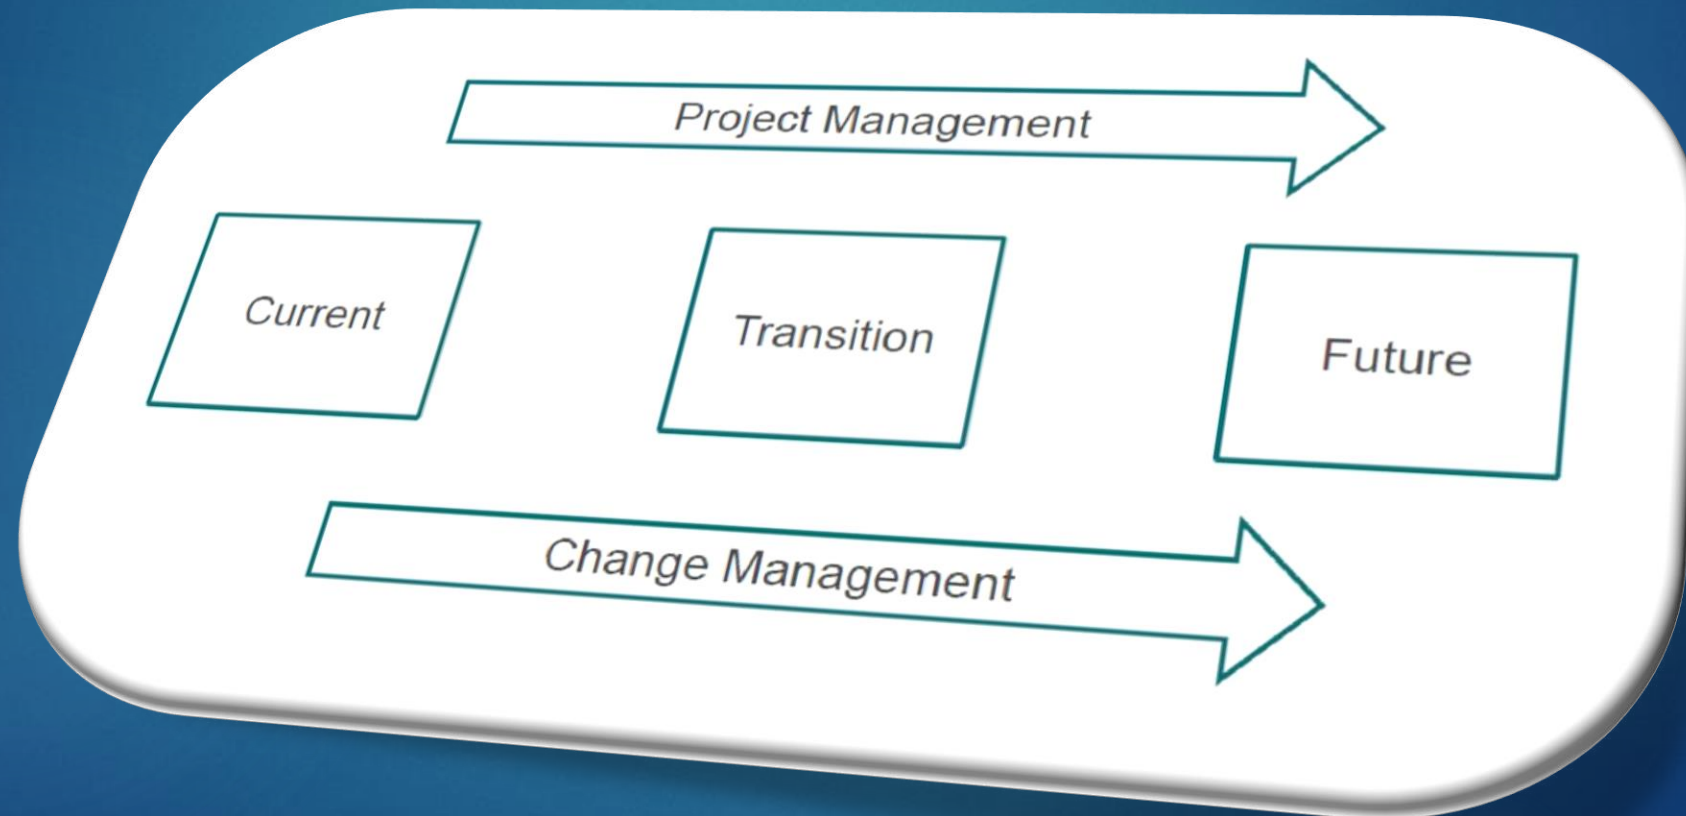 Project Management
Current
Transition
Future
Change Management